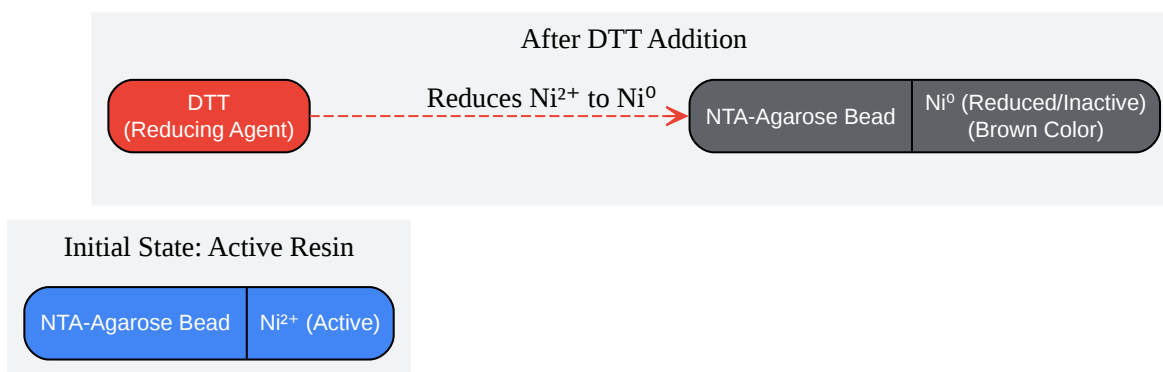 After DTT Addition
DTT
(Reducing Agent)
Reduces Ni²⁺ to Ni⁰
NTA-Agarose Bead
Ni⁰ (Reduced/Inactive)
(Brown Color)
Initial State: Active Resin
NTA-Agarose Bead
Ni²⁺ (Active)